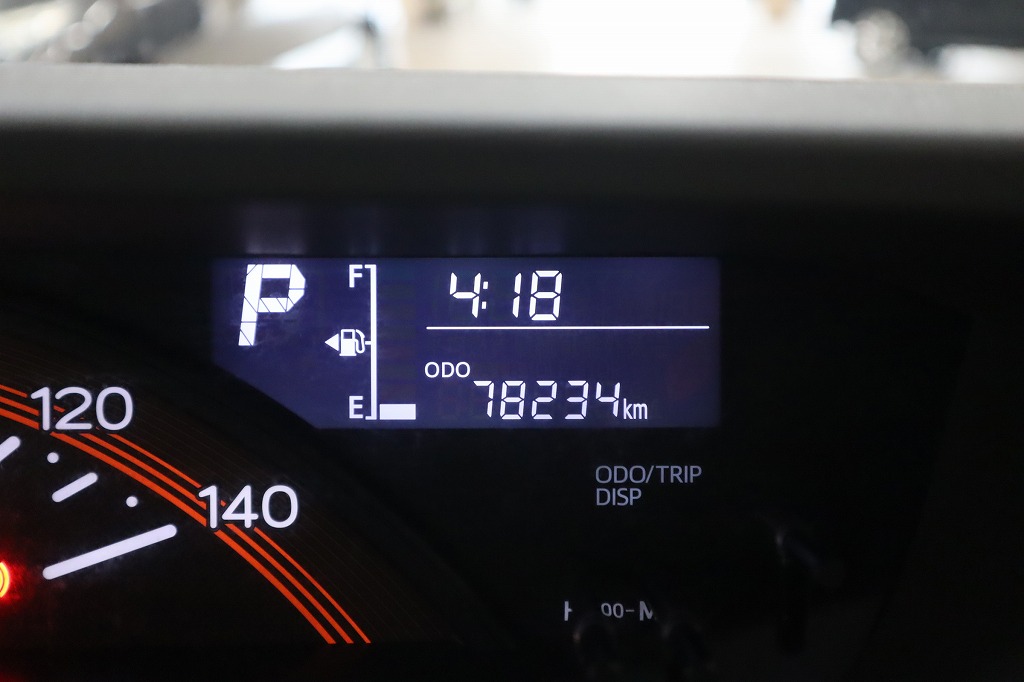 P
F
4:18
ODO
78234km
E
120
140
ODO/TRIP
DISP